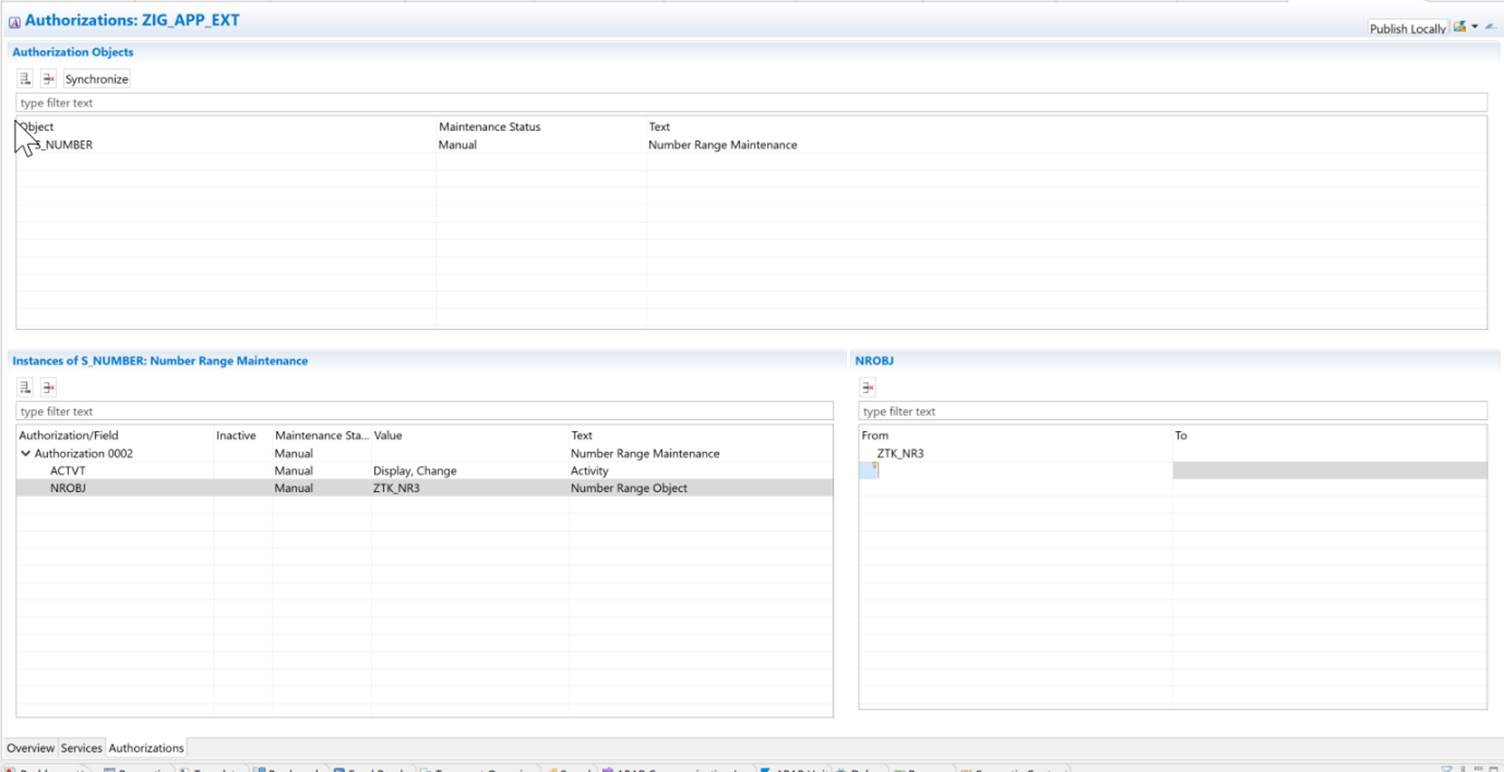 Authorizations: ZIG_APP_EXT
Publish Locally
Authorization Objects
Synchronize
type filter text
Object Maintenance Status Text
S_NUMBER Manual Number Range Maintenance
Instances of S_NUMBER: Number Range Maintenance
type filter text
Authorization/Field Inactive Maintenance Sta... Value Text
Authorization 0002 Manual Number Range Maintenance
ACTVT Manual Display, Change Activity
NROBJ Manual ZTK_NR3 Number Range Object
NROBJ
type filter text
From To
ZTK_NR3
Overview Services Authorizations